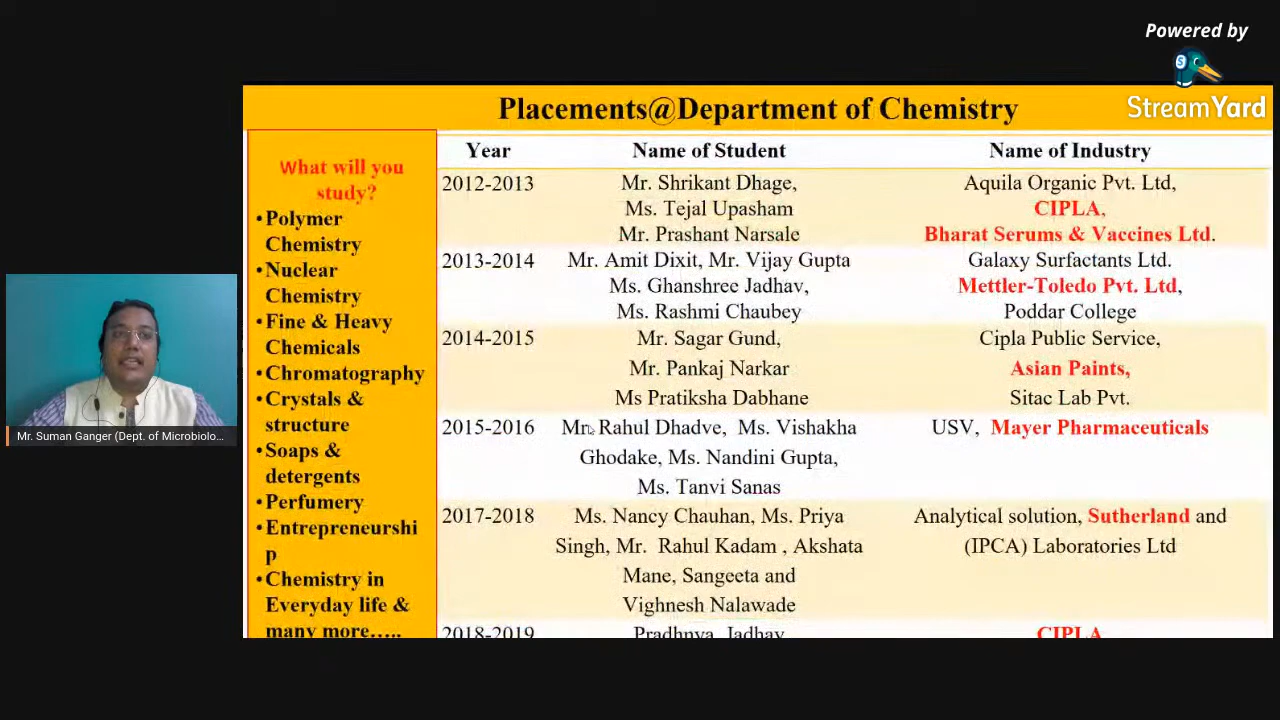 Powered by
StreamYard
Placements@Department of Chemistry
What will you
study?
•Polymer
Chemistry
•Nuclear
Chemistry
•Fine & Heavy
Chemicals
•Chromatography
•Crystals &
structure
•Soaps &
detergents
•Perfumery
•Entrepreneurshi
p
•Chemistry in
Everyday life &
many more…..
Year Name of Student Name of Industry
2012-2013 Mr. Shrikant Dhage, Aquila Organic Pvt. Ltd,
Ms. Tejal Upasham CIPLA,
Mr. Prashant Narsale Bharat Serums & Vaccines Ltd.
2013-2014 Mr. Amit Dixit, Mr. Vijay Gupta Galaxy Surfactants Ltd.
Ms. Ghanshree Jadhav, Mettler-Toledo Pvt. Ltd,
Ms. Rashmi Chaubey Poddar College
2014-2015 Mr. Sagar Gund, Cipla Public Service,
Mr. Pankaj Narkar Asian Paints,
Ms Pratiksha Dabhane Sitac Lab Pvt.
2015-2016 Mr. Rahul Dhadve, Ms. Vishakha USV, Mayer Pharmaceuticals
Ghodake, Ms. Nandini Gupta,
Ms. Tanvi Sanas
2017-2018 Ms. Nancy Chauhan, Ms. Priya Analytical solution, Sutherland and
Singh, Mr. Rahul Kadam , Akshata (IPCA) Laboratories Ltd
Mane, Sangeeta and
Vighnesh Nalawade
2018-2019 Pradhnya Jadhav CIPLA
Mr. Suman Ganger (Dept. of Microbiolo...